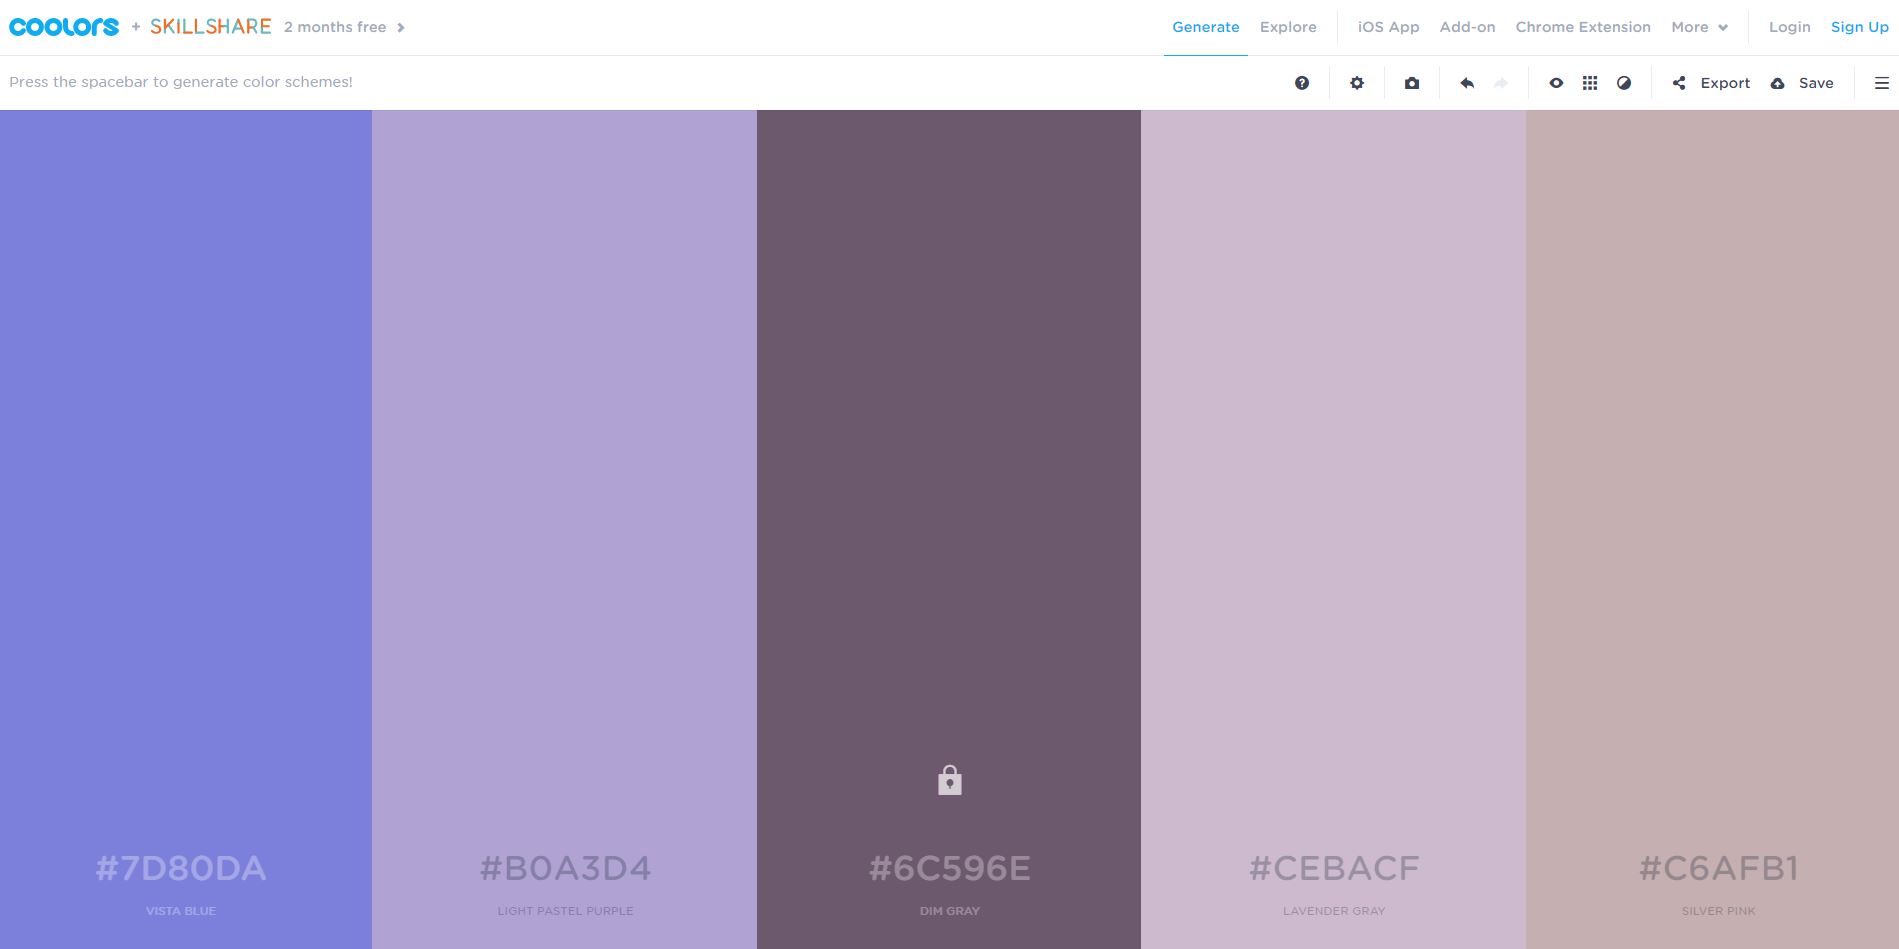 coolors + SKILLSHARE 2 months free Generate Explore iOS App Add-on Chrome Extension More Login Sign Up
Press the spacebar to generate color schemes! Export Save
#7D80DA #B0A3D4 #6C596E #CEBACF #C6AFB1
VISTA BLUE LIGHT PASTEL PURPLE DIM GRAY LAVENDER GRAY SILVER PINK